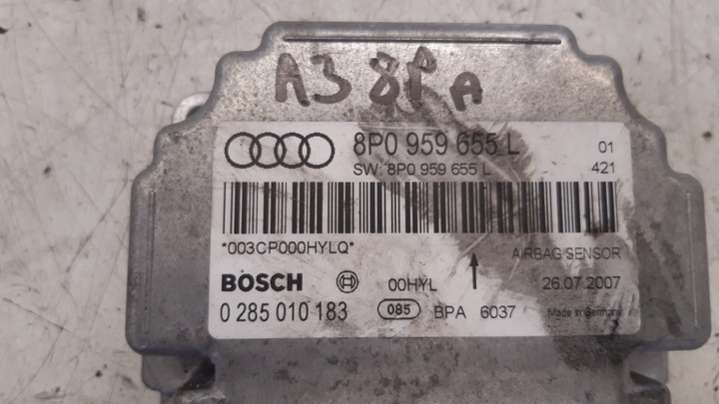 A3 8PA
8P0 959 655 L 01
SW: 8P0 959 655 L 421
*003CP000HYLQ*
AIRBAG/SENSOR
BOSCH 00HYL 26.07.2007
0 285 010 183 085 BPA 6037 Made in Germany